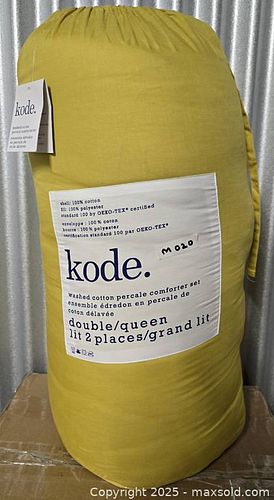 kode.
shell: 100% cotton
fill: 100% polyester
standard 100 by OEKO-TEX® certified
enveloppe : 100 % coton
bourre : 100 % polyester
certification standard 100 par OEKO-TEX®
M020
kode.
washed cotton percale comforter set
ensemble édredon en percale de
coton délavée
double/queen
lit 2 places/grand lit
Copyright 2025 - maxsold.com